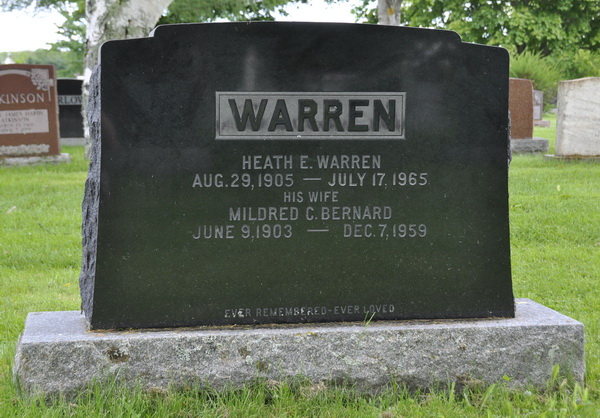 WARREN
HEATH E. WARREN
AUG. 29, 1905 — JULY 17, 1965
HIS WIFE
MILDRED C. BERNARD
JUNE 9, 1903 — DEC. 7, 1959
EVER REMEMBERED - EVER LOVED
KINSON